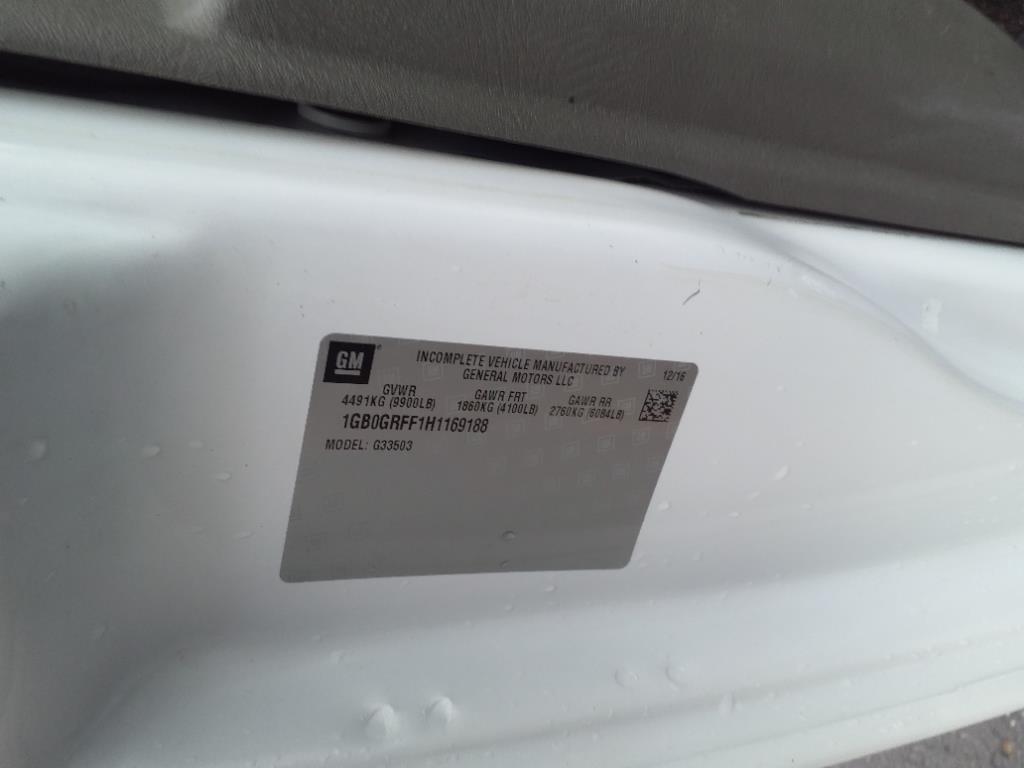 GM
INCOMPLETE VEHICLE MANUFACTURED BY
GENERAL MOTORS LLC
12/16
GVWR GAWR FRT GAWR RR
4491KG (9900LB) 1860KG (4100LB) 2760KG (6084LB)
1GB0GRFF1H1169188
MODEL: G33503